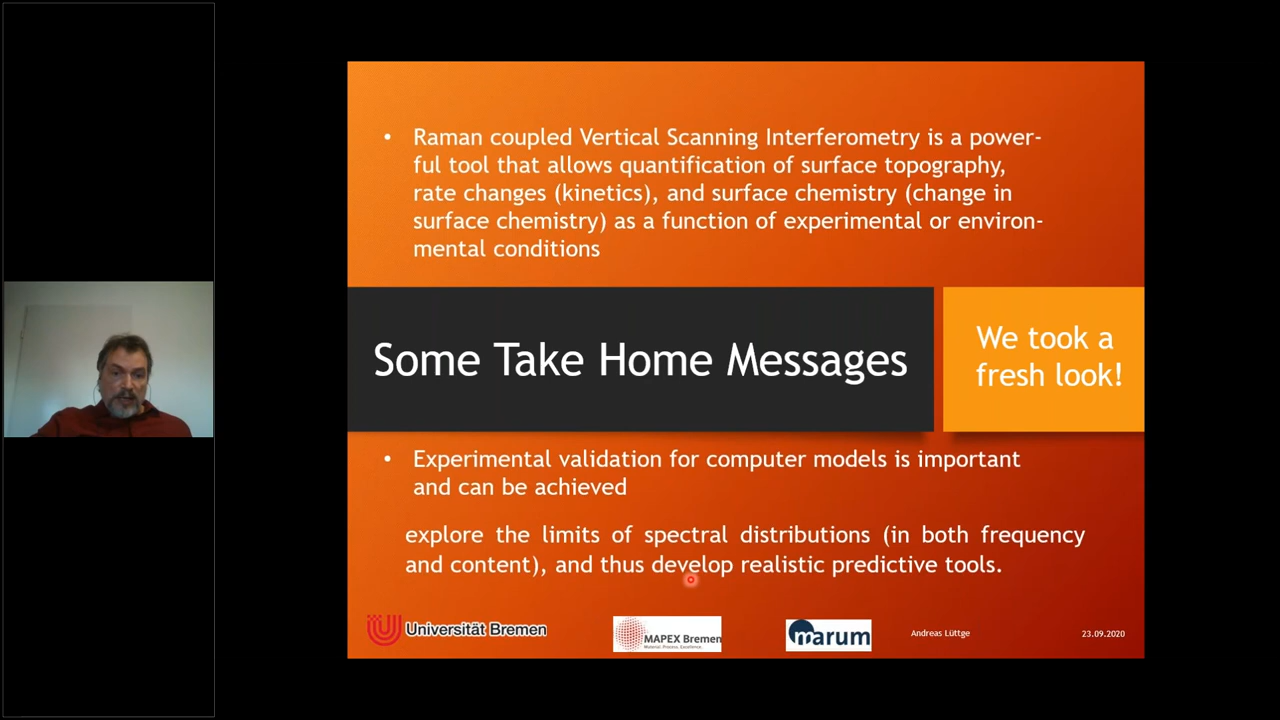 • Raman coupled Vertical Scanning Interferometry is a power-
ful tool that allows quantification of surface topography,
rate changes (kinetics), and surface chemistry (change in
surface chemistry) as a function of experimental or environ-
mental conditions
Some Take Home Messages
We took a
fresh look!
• Experimental validation for computer models is important
and can be achieved
explore the limits of spectral distributions (in both frequency
and content), and thus develop realistic predictive tools.
Universität Bremen
MAPEX Bremen
Material. Process. Excellence.
marum
Andreas Lüttge
23.09.2020